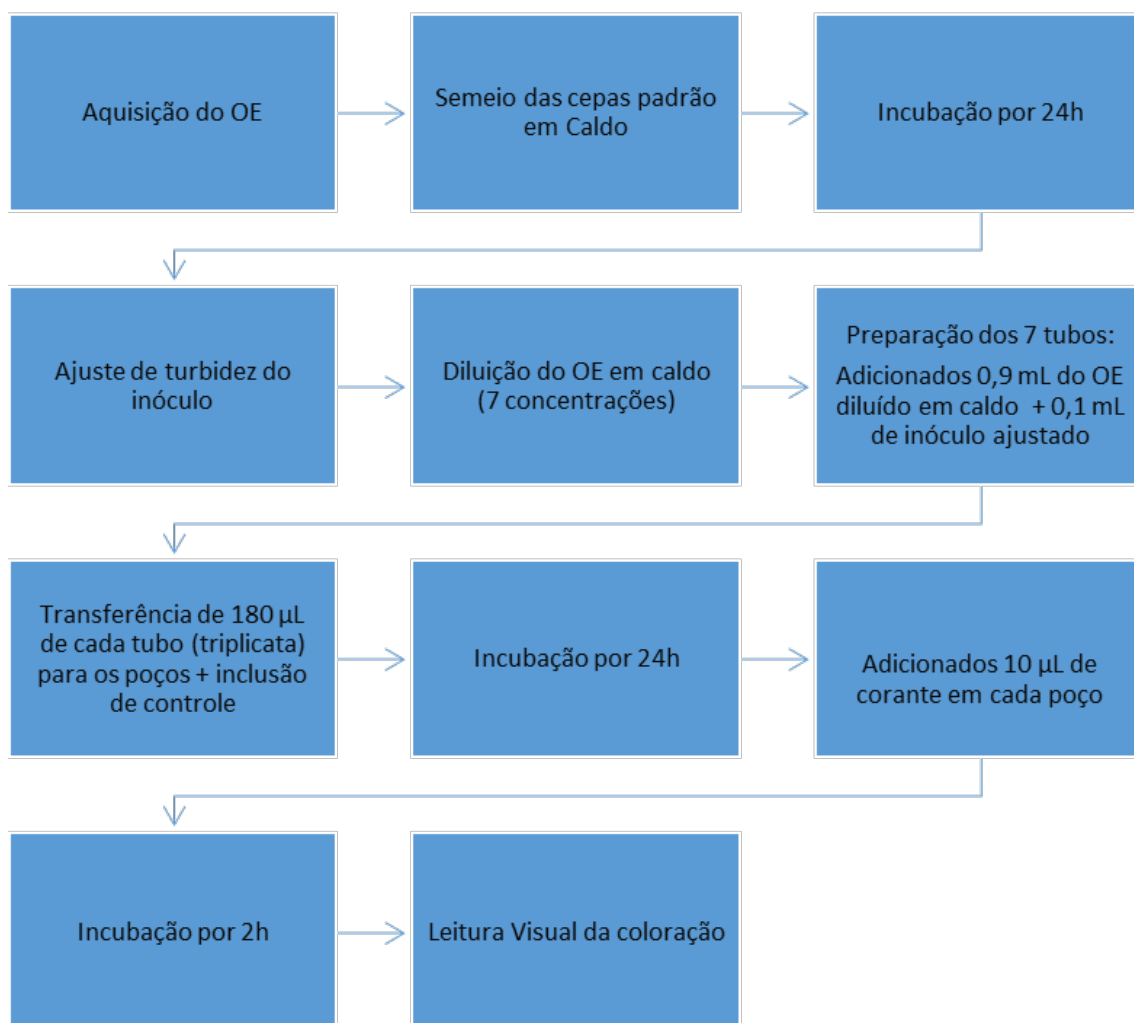 Aquisição do OE
Semeio das cepas padrão
em Caldo
Incubação por 24h
Ajuste de turbidez do
inóculo
Diluição do OE em caldo
(7 concentrações)
Preparação dos 7 tubos:
Adicionados 0,9 mL do OE
diluído em caldo + 0,1 mL
de inóculo ajustado
Transferência de 180 µL
de cada tubo (triplicata)
para os poços + inclusão
de controle
Incubação por 24h
Adicionados 10 µL de
corante em cada poço
Incubação por 2h
Leitura Visual da coloração